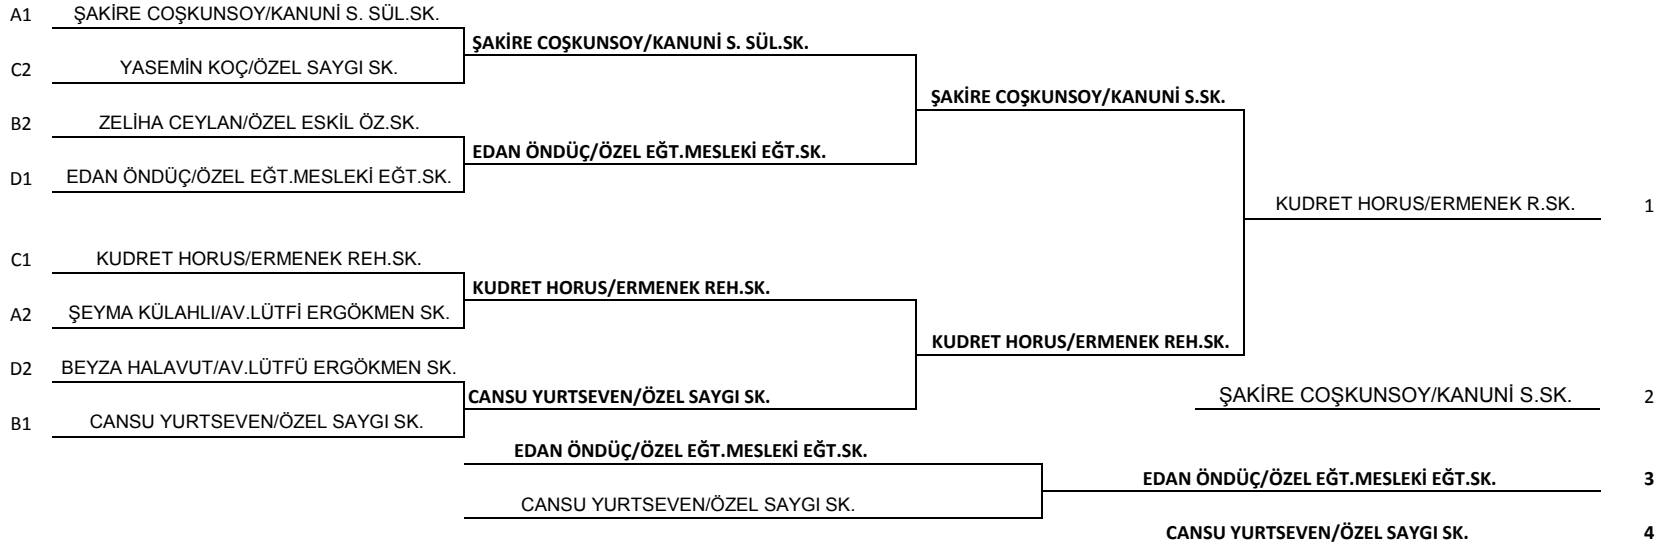 A1 ŞAKİRE COŞKUNSOY/KANUNİ S. SÜL.SK.
ŞAKİRE COŞKUNSOY/KANUNİ S. SÜL.SK.
C2 YASEMİN KOÇ/ÖZEL SAYGI SK.
ŞAKİRE COŞKUNSOY/KANUNİ S.SK.
B2 ZELİHA CEYLAN/ÖZEL ESKİL ÖZ.SK.
EDAN ÖNDÜÇ/ÖZEL EĞT.MESLEKİ EĞT.SK.
D1 EDAN ÖNDÜÇ/ÖZEL EĞT.MESLEKİ EĞT.SK.
KUDRET HORUS/ERMENEK R.SK. 1
C1 KUDRET HORUS/ERMENEK REH.SK.
KUDRET HORUS/ERMENEK REH.SK.
A2 ŞEYMA KÜLAHLI/AV.LÜTFİ ERGÖKMEN SK.
KUDRET HORUS/ERMENEK REH.SK.
D2 BEYZA HALAVUT/AV.LÜTFÜ ERGÖKMEN SK.
CANSU YURTSEVEN/ÖZEL SAYGI SK.
ŞAKİRE COŞKUNSOY/KANUNİ S.SK. 2
B1 CANSU YURTSEVEN/ÖZEL SAYGI SK.
EDAN ÖNDÜÇ/ÖZEL EĞT.MESLEKİ EĞT.SK.
EDAN ÖNDÜÇ/ÖZEL EĞT.MESLEKİ EĞT.SK. 3
CANSU YURTSEVEN/ÖZEL SAYGI SK.
CANSU YURTSEVEN/ÖZEL SAYGI SK. 4